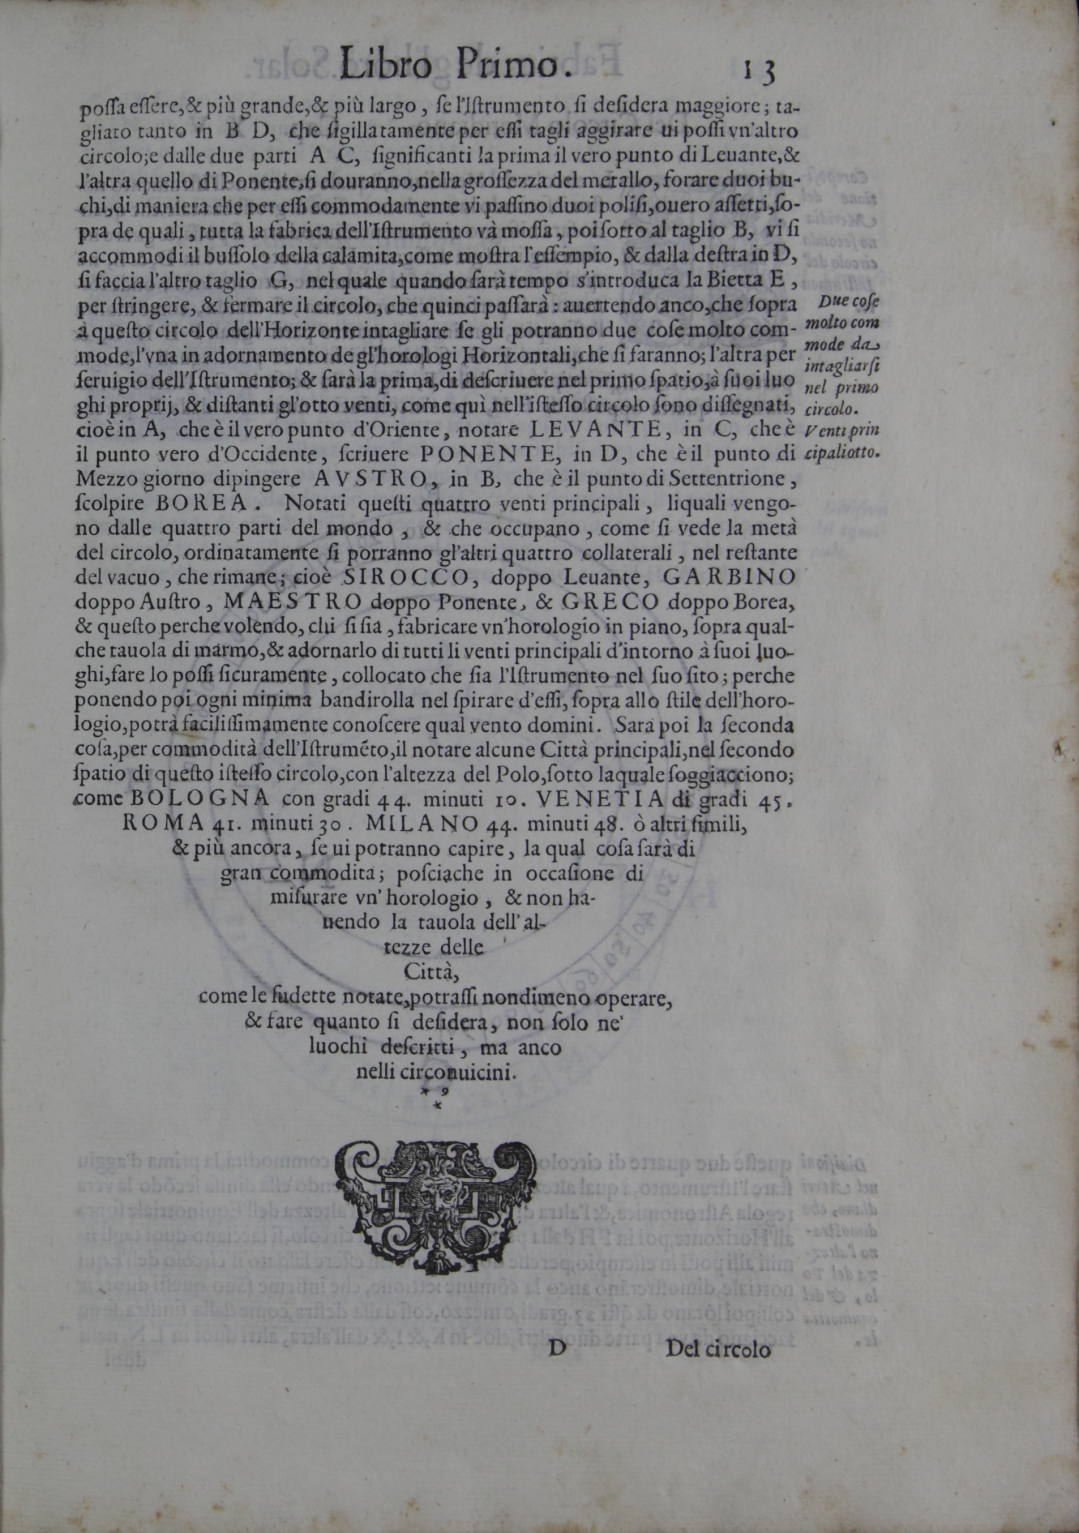 Libro Primo. 13
poſſa eſſere,& più grande,& più largo, ſe l'Iſtrumento ſi deſidera maggiore; ta-
gliato tanto in B D, che ſigillatamente per eſſi tagli aggirare ui poſſi vn'altro
circolo;e dalle due parti A C, ſignificanti la prima il vero punto di Leuante,&
l'altra quello di Ponente,ſi douranno,nella groſſezza del metallo, forare duoi bu-
chi,di maniera che per eſſi commodamente vi paſſino duoi poliſi,ouero aſſetti,ſo-
pra de quali, tutta la fabrica dell'Iſtrumento và moſſa, poi ſotto al taglio B, vi ſi
accommodi il buſſolo della calamita,come moſtra l'eſſempio, & dalla deſtra in D,
ſi faccia l'altro taglio G, nel quale quando ſarà tempo s'introduca la Bietta E,
per ſtringere, & fermare il circolo, che quinci paſſarà: auertendo anco,che ſopra
à queſto circolo dell'Horizonte intagliare ſe gli potranno due coſe molto com-
mode,l'vna in adornamento de gl'horologi Horizontali,che ſi faranno; l'altra per
ſeruigio dell'Iſtrumento; & ſarà la prima,di deſcriuere nel primo ſpatio,à ſuoi luo
ghi proprij, & diſtanti gl'otto venti, come quì nell'iſteſſo circolo ſono diſſegnati,
cioè in A, che è il vero punto d'Oriente, notare LEVANTE, in C, che è
il punto vero d'Occidente, ſcriuere PONENTE, in D, che è il punto di
Mezzo giorno dipingere AVSTRO, in B, che è il punto di Settentrione,
ſcolpire BOREA. Notati queſti quattro venti principali, liquali vengo-
no dalle quattro parti del mondo, & che occupano, come ſi vede la metà
del circolo, ordinatamente ſi porranno gl'altri quattro collaterali, nel reſtante
del vacuo, che rimane; cioè SIROCCO, doppo Leuante, GARBINO
doppo Auſtro, MAESTRO doppo Ponente, & GRECO doppo Borea,
& queſto perche volendo, chi ſi ſia, fabricare vn'horologio in piano, ſopra qual-
che tauola di marmo,& adornarlo di tutti li venti principali d'intorno à ſuoi luo-
ghi,fare lo poſſi ſicuramente, collocato che ſia l'Iſtrumento nel ſuo ſito; perche
ponendo poi ogni minima bandirolla nel ſpirare d'eſſi, ſopra allo ſtile dell'horo-
logio,potrà faciliſſimamente conoſcere qual vento domini. Sarà poi la ſeconda
coſa,per commodità dell'Iſtrumẽto,il notare alcune Città principali,nel ſecondo
ſpatio di queſto iſteſſo circolo,con l'altezza del Polo,ſotto laquale ſoggiacciono;
come BOLOGNA con gradi 44. minuti 10. VENETIA di gradi 45.
ROMA 41. minuti 30. MILANO 44. minuti 48. ò altri ſimili,
& più ancora, ſe ui potranno capire, la qual coſa ſarà di
gran commodita; poſciache in occaſione di
miſurare vn' horologio, & non ha-
uendo la tauola dell'al-
tezze delle
Città,
come le ſudette notate,potraſſi nondimeno operare,
& fare quanto ſi deſidera, non ſolo ne'
luochi deſcritti, ma anco
nelli circonuicini.
Due coſe
molto com
mode da
intagliarſi
nel primo
circolo.
Venti prin
cipali otto.
D Del circolo